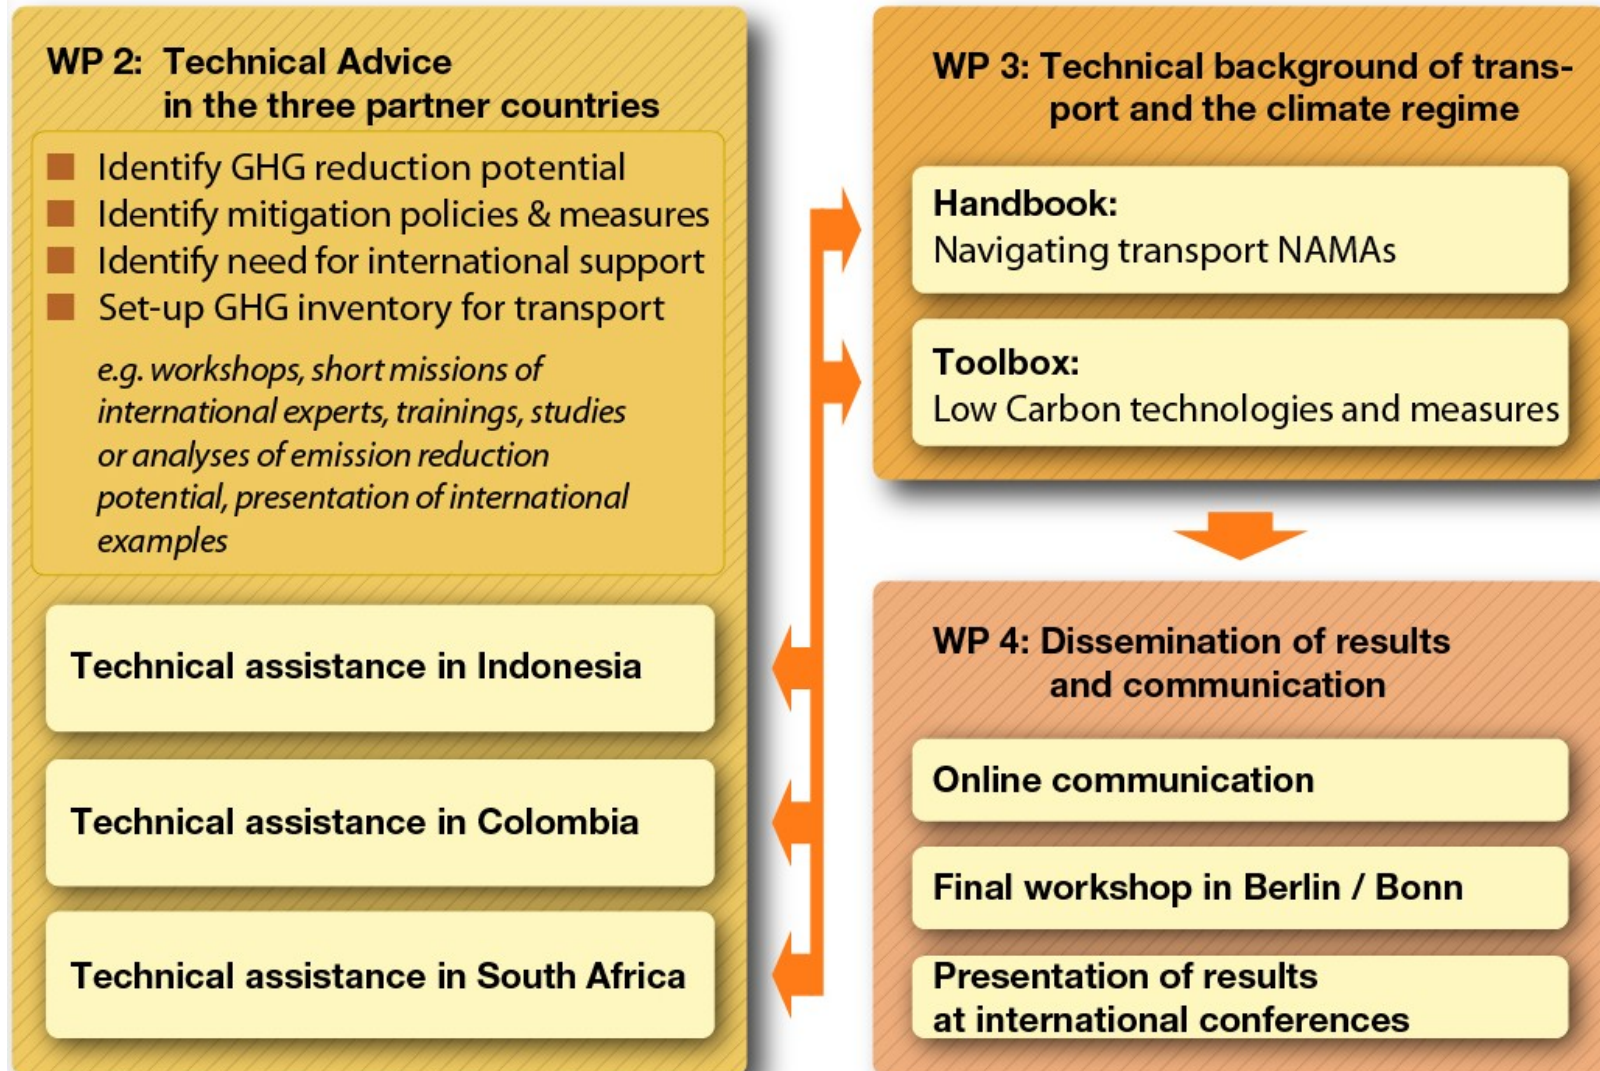 WP 2: Technical Advice
in the three partner countries
Identify GHG reduction potential
Identify mitigation policies & measures
Identify need for international support
Set-up GHG inventory for transport
e.g. workshops, short missions of
international experts, trainings, studies
or analyses of emission reduction
potential, presentation of international
examples
Technical assistance in Indonesia
Technical assistance in Colombia
Technical assistance in South Africa
WP 3: Technical background of trans-
port and the climate regime
Handbook:
Navigating transport NAMAs
Toolbox:
Low Carbon technologies and measures
WP 4: Dissemination of results
and communication
Online communication
Final workshop in Berlin / Bonn
Presentation of results
at international conferences